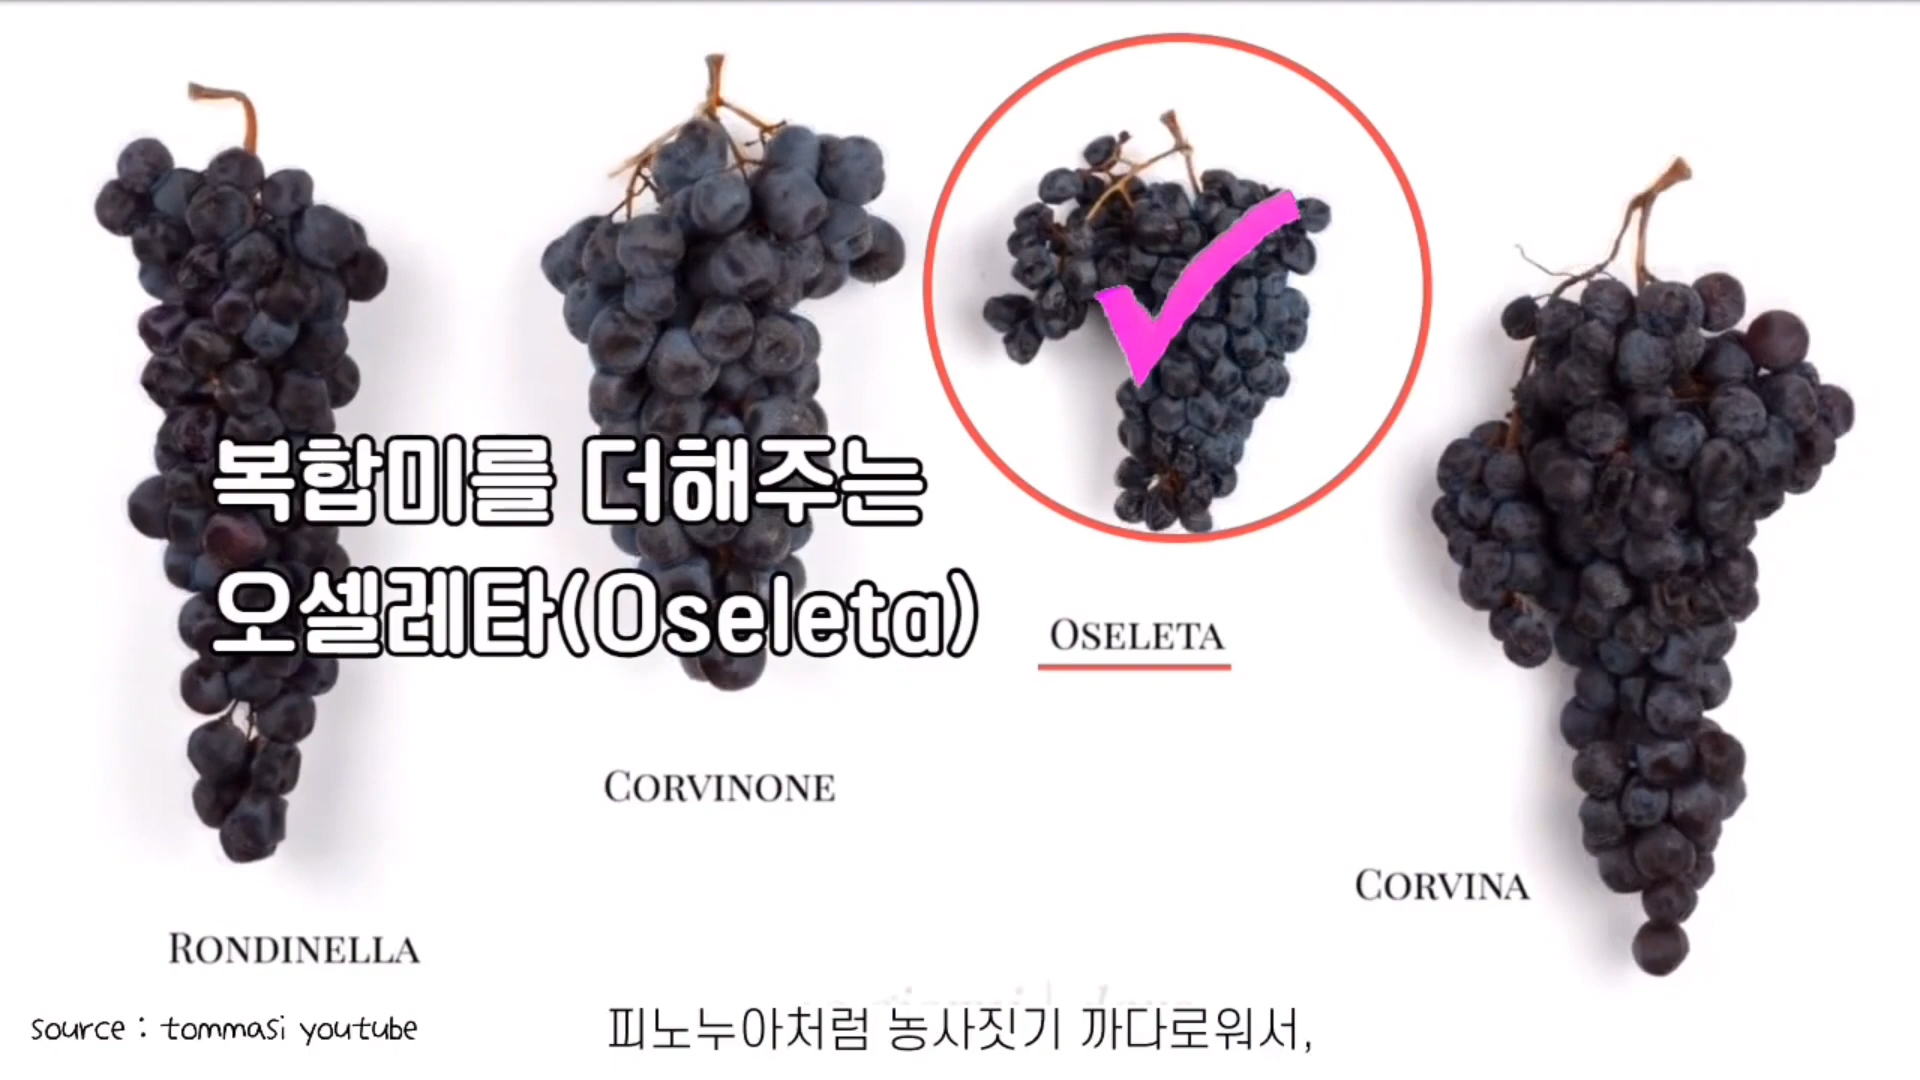 복합미를 더해주는
오셀레타(Oseleta)
OSELETA
CORVINONE
CORVINA
RONDINELLA
source : tommasi youtube
피노누아처럼 농사짓기 까다로워서,